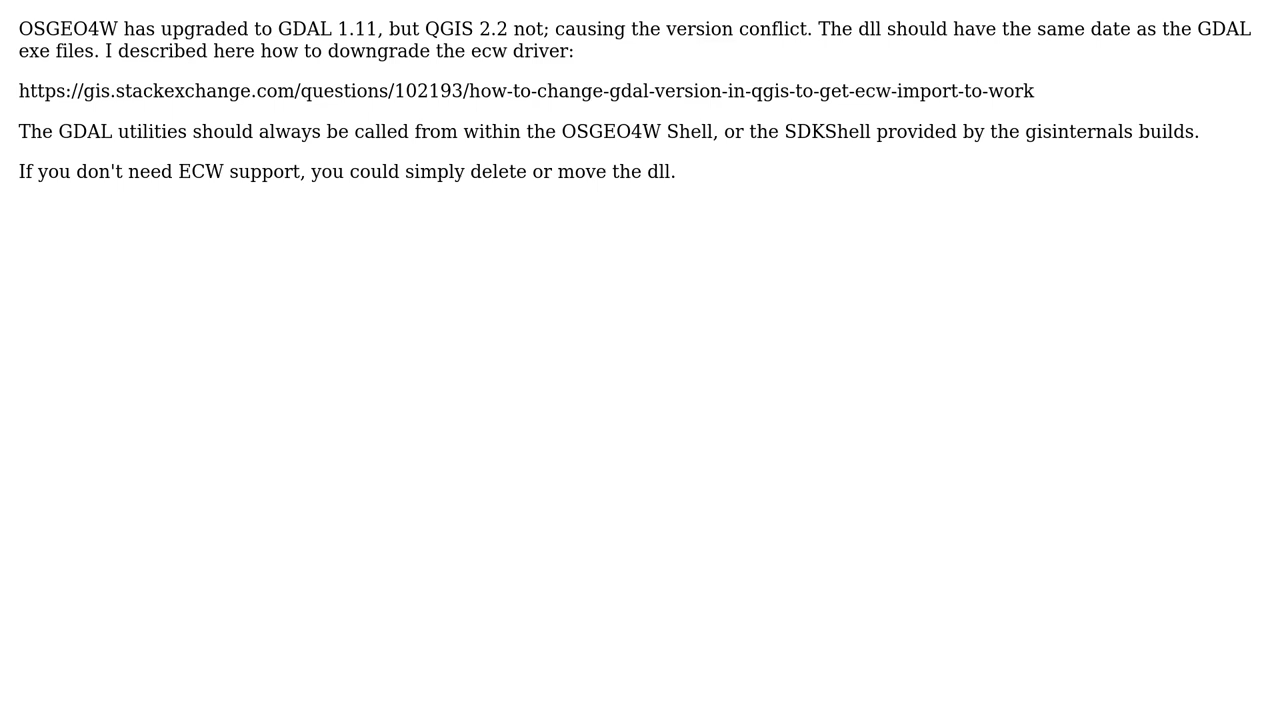 OSGEO4W has upgraded to GDAL 1.11, but QGIS 2.2 not; causing the version conflict. The dll should have the same date as the GDAL
exe files. I described here how to downgrade the ecw driver:
https://gis.stackexchange.com/questions/102193/how-to-change-gdal-version-in-qgis-to-get-ecw-import-to-work
The GDAL utilities should always be called from within the OSGEO4W Shell, or the SDKShell provided by the gisinternals builds.
If you don't need ECW support, you could simply delete or move the dll.